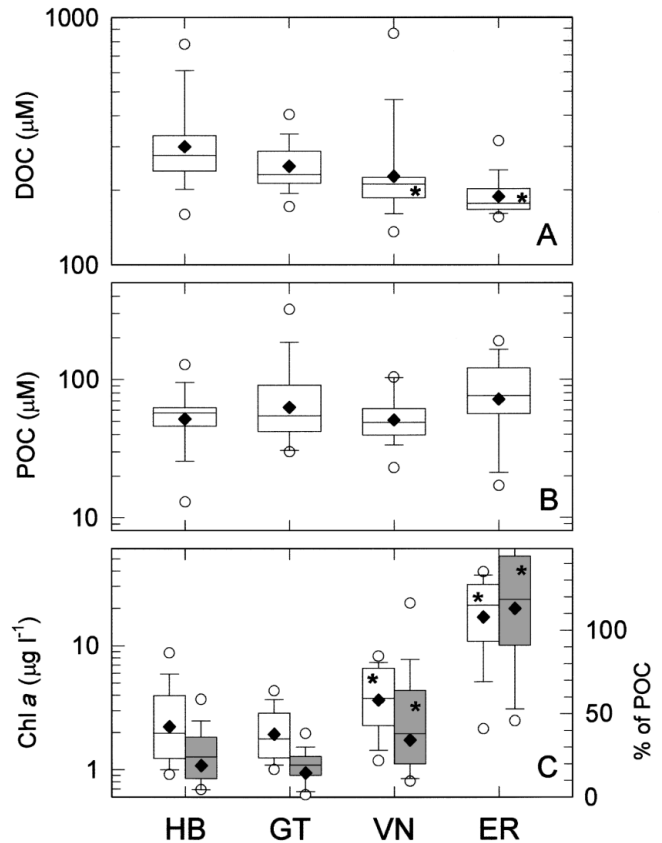 1000
DOC (μM)
*
*
100
A
100
POC (μM)
10
B
10
Chl a (μg l⁻¹)
1
*
*
*
*
100
50
0
% of POC
C
HB GT VN ER